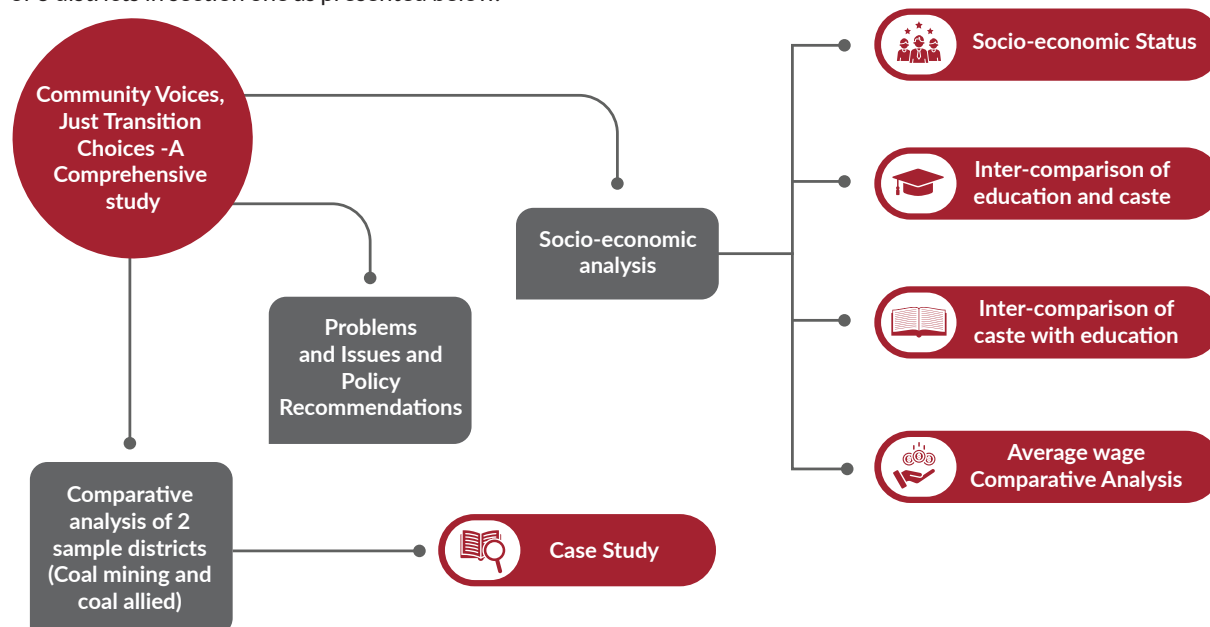 Community Voices,
Just Transition
Choices -A
Comprehensive
study
Socio-economic
analysis
Socio-economic Status
Inter-comparison of
education and caste
Inter-comparison of
caste with education
Average wage
Comparative Analysis
Problems
and Issues and
Policy
Recommendations
Comparative
analysis of 2
sample districts
(Coal mining and
coal allied)
Case Study